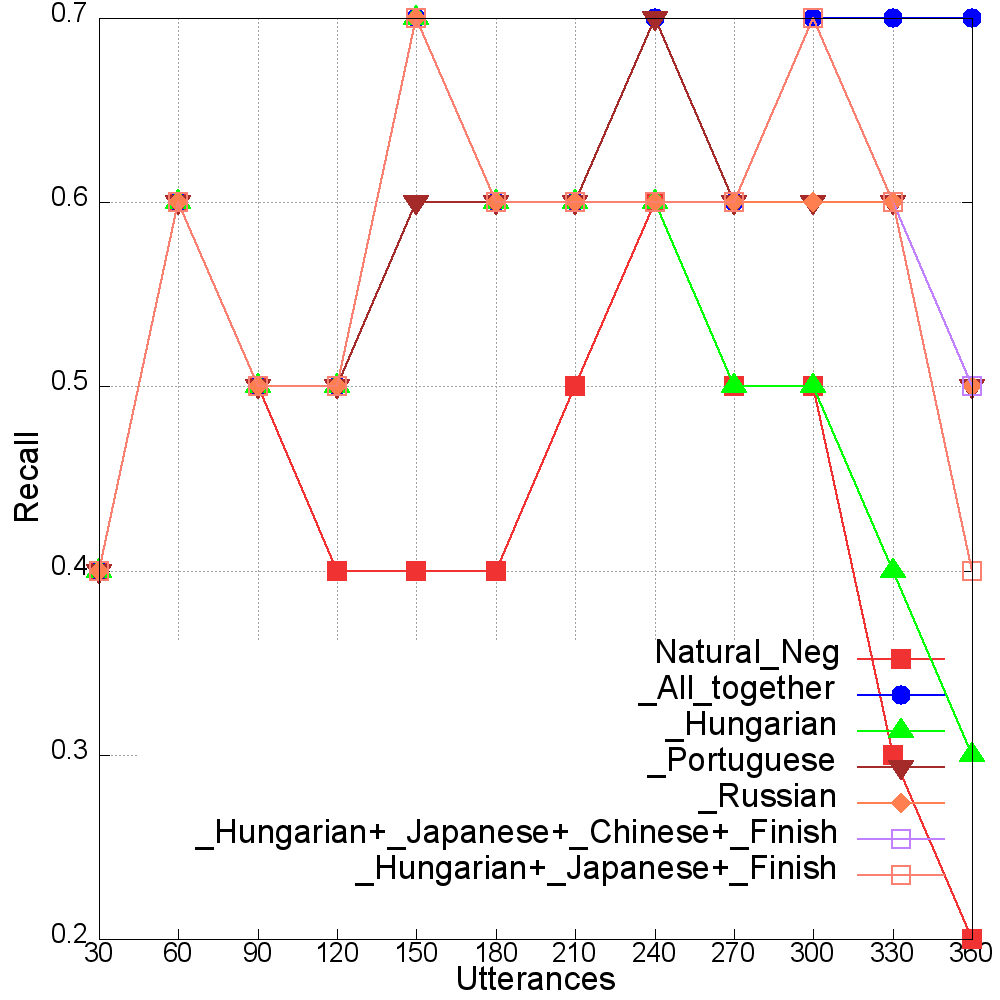 0.7
0.6
0.5
0.4
0.3
0.2
Recall
Natural_Neg
_All_together
_Hungarian
_Portuguese
_Russian
_Hungarian+_Japanese+_Chinese+_Finish
_Hungarian+_Japanese+_Finish
30 60 90 120 150 180 210 240 270 300 330 360
Utterances